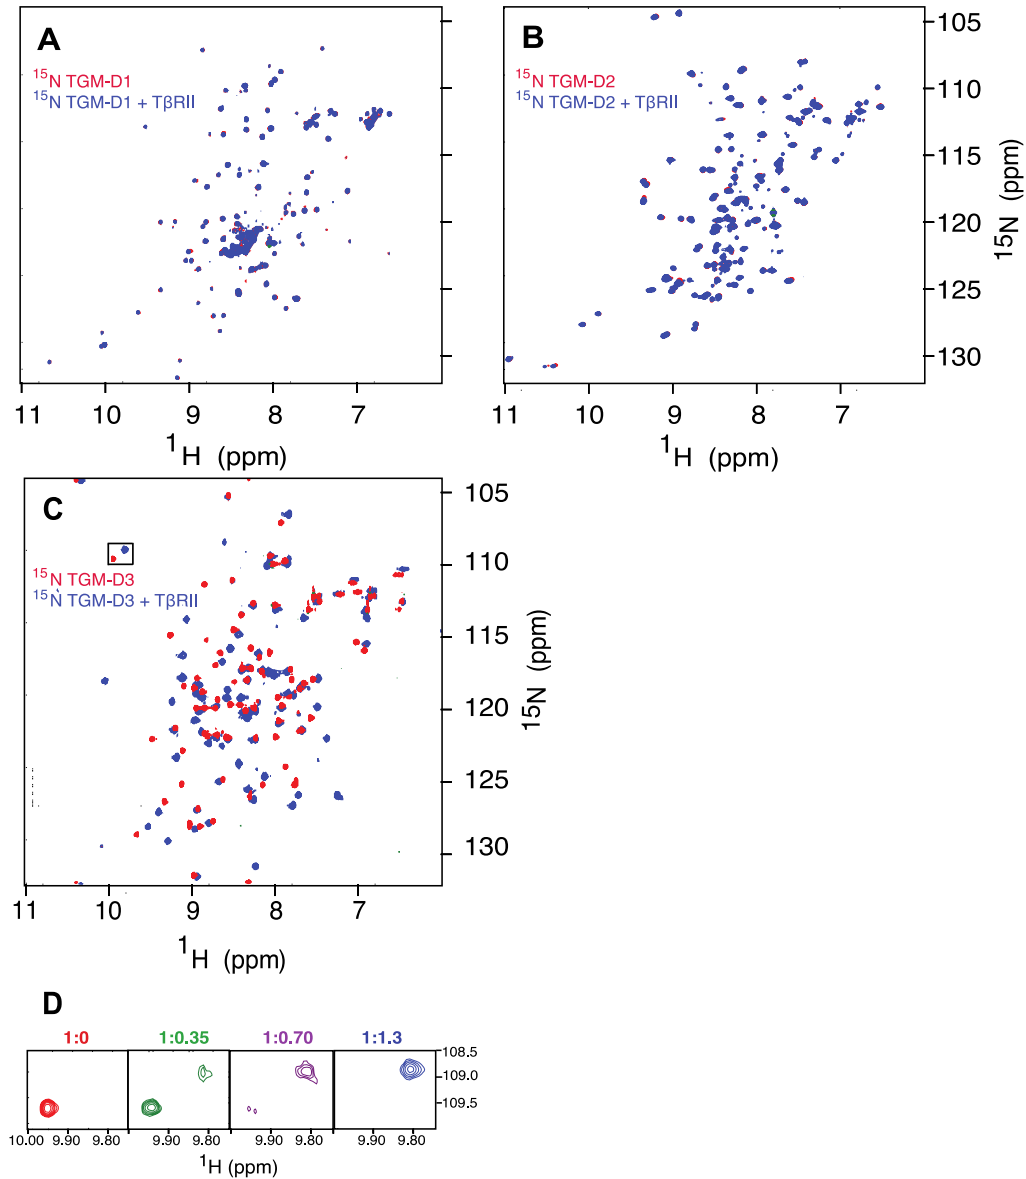 A
15N TGM-D1
15N TGM-D1 + TβRII
11 10 9 8 7
1H (ppm)
B
15N TGM-D2
15N TGM-D2 + TβRII
105
110
115
120
125
130
15N (ppm)
11 10 9 8 7
1H (ppm)
C
15N TGM-D3
15N TGM-D3 + TβRII
105
110
115
120
125
130
15N (ppm)
11 10 9 8 7
1H (ppm)
D
1:0 1:0.35 1:0.70 1:1.3
108.5
109.0
109.5
10.00 9.90 9.80 9.90 9.80 9.90 9.80 9.90 9.80
1H (ppm)